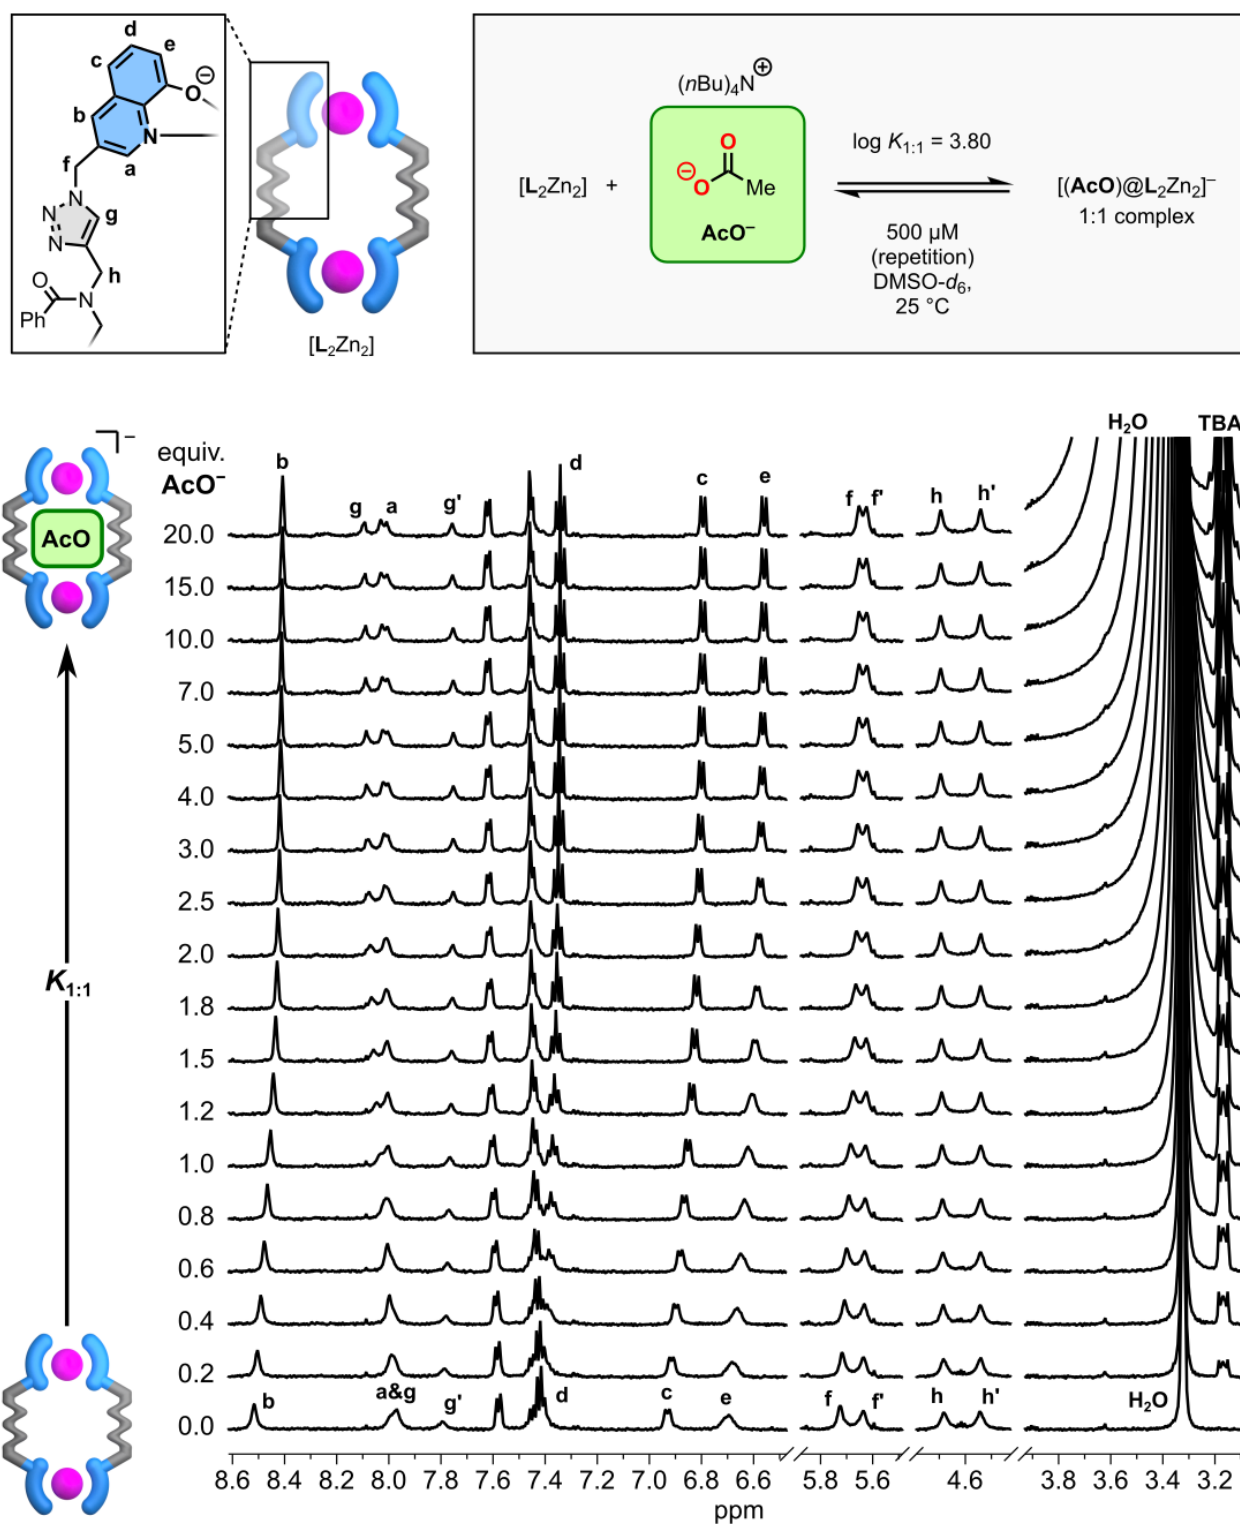 d
c
e
b
O⊖
N
f
a
N
N
g
N
h
O
N
Ph
[L₂Zn₂]
(nBu)₄N⊕
[L₂Zn₂] +
O
⊖O
Me
AcO⁻
log K₁:₁ = 3.80
500 µM
(repetition)
DMSO-d₆,
25 °C
[(AcO)@L₂Zn₂]⁻
1:1 complex
H₂O TBA
equiv.
AcO⁻
b g a g' d c e f f' h h'
20.0
15.0
10.0
7.0
5.0
4.0
3.0
2.5
2.0
1.8
1.5
1.2
1.0
0.8
0.6
0.4
0.2
0.0
b a&g g' d c e f f' h h' H₂O
−
AcO
K₁:₁
8.6 8.4 8.2 8.0 7.8 7.6 7.4 7.2 7.0 6.8 6.6 5.8 5.6 4.6 3.8 3.6 3.4 3.2
ppm